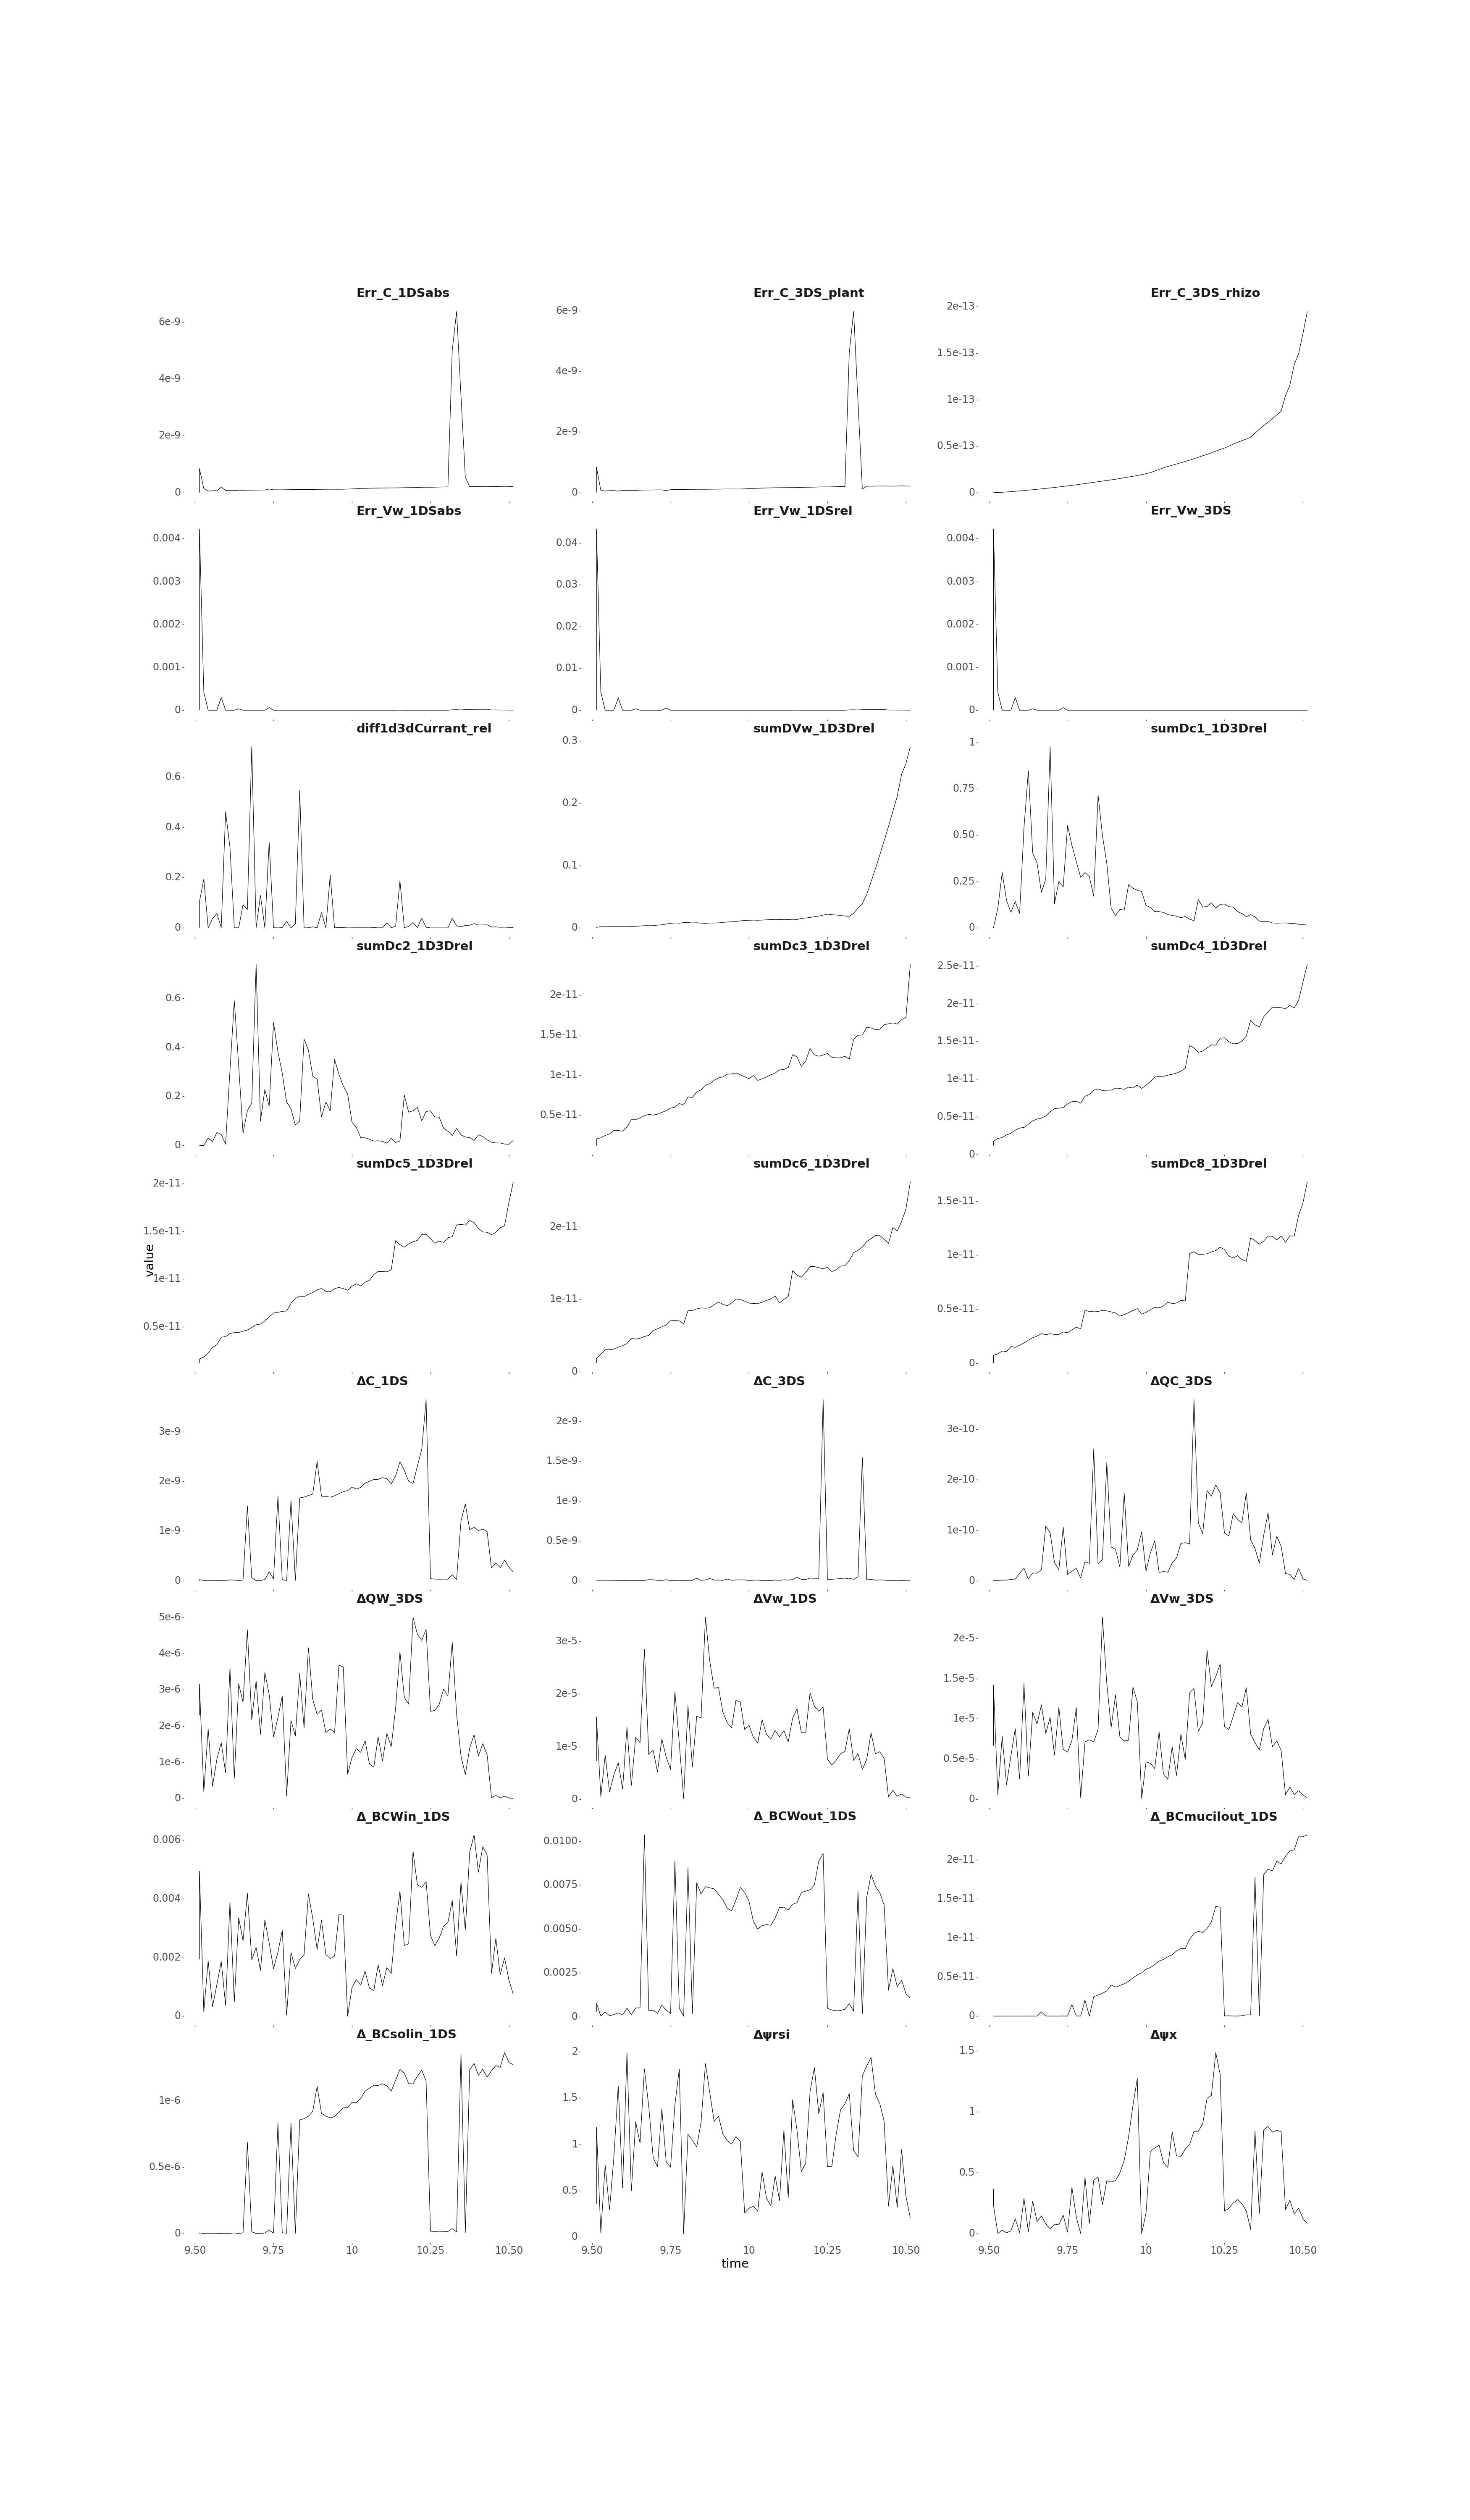 Err_C_1DSabs Err_C_3DS_plant Err_C_3DS_rhizo
6e-9
4e-9
2e-9
0
6e-9
4e-9
2e-9
0
2e-13
1.5e-13
1e-13
0.5e-13
0
Err_Vw_1DSabs Err_Vw_1DSrel Err_Vw_3DS
0.004
0.003
0.002
0.001
0
0.04
0.03
0.02
0.01
0
0.004
0.003
0.002
0.001
0
diff1d3dCurrant_rel sumDVw_1D3Drel sumDc1_1D3Drel
0.6
0.4
0.2
0
0.3
0.2
0.1
0
1
0.75
0.50
0.25
0
sumDc2_1D3Drel sumDc3_1D3Drel sumDc4_1D3Drel
0.6
0.4
0.2
0
2e-11
1.5e-11
1e-11
0.5e-11
2.5e-11
2e-11
1.5e-11
1e-11
0.5e-11
0
sumDc5_1D3Drel sumDc6_1D3Drel sumDc8_1D3Drel
2e-11
1.5e-11
1e-11
0.5e-11
2e-11
1e-11
0
1.5e-11
1e-11
0.5e-11
0
value
ΔC_1DS ΔC_3DS ΔQC_3DS
3e-9
2e-9
1e-9
0
2e-9
1.5e-9
1e-9
0.5e-9
0
3e-10
2e-10
1e-10
0
ΔQW_3DS ΔVw_1DS ΔVw_3DS
5e-6
4e-6
3e-6
2e-6
1e-6
0
3e-5
2e-5
1e-5
0
2e-5
1.5e-5
1e-5
0.5e-5
0
Δ_BCWin_1DS Δ_BCWout_1DS Δ_BCmucilout_1DS
0.006
0.004
0.002
0
0.0100
0.0075
0.0050
0.0025
0
2e-11
1.5e-11
1e-11
0.5e-11
0
Δ_BCsolin_1DS Δψrsi Δψx
1e-6
0.5e-6
0
2
1.5
1
0.5
0
1.5
1
0.5
0
9.50 9.75 10 10.25 10.50 9.50 9.75 10 10.25 10.50 9.50 9.75 10 10.25 10.50
time